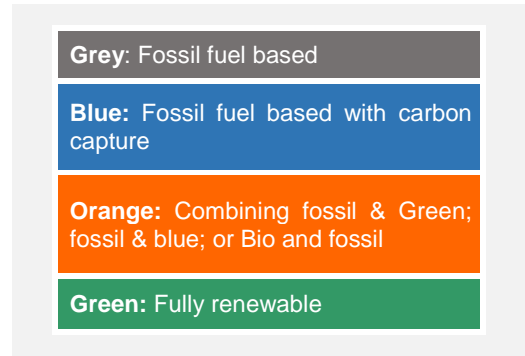 Grey: Fossil fuel based
Blue: Fossil fuel based with carbon
capture
Orange: Combining fossil & Green;
fossil & blue; or Bio and fossil
Green: Fully renewable